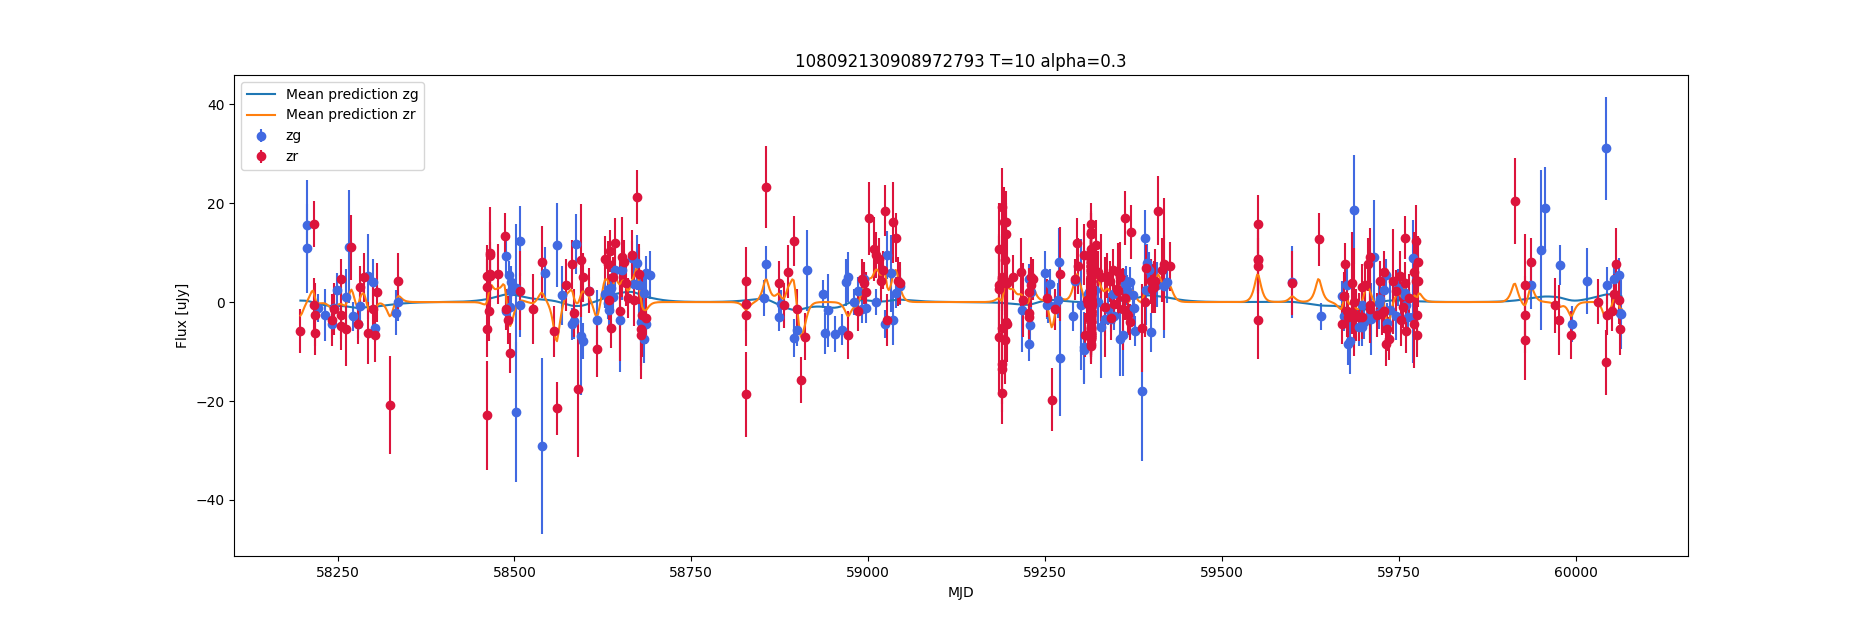 108092130908972793 T=10 alpha=0.3
Mean prediction zg
Mean prediction zr
zg
zr
Flux [uJy]
40
20
0
−20
−40
58250 58500 58750 59000 59250 59500 59750 60000
MJD